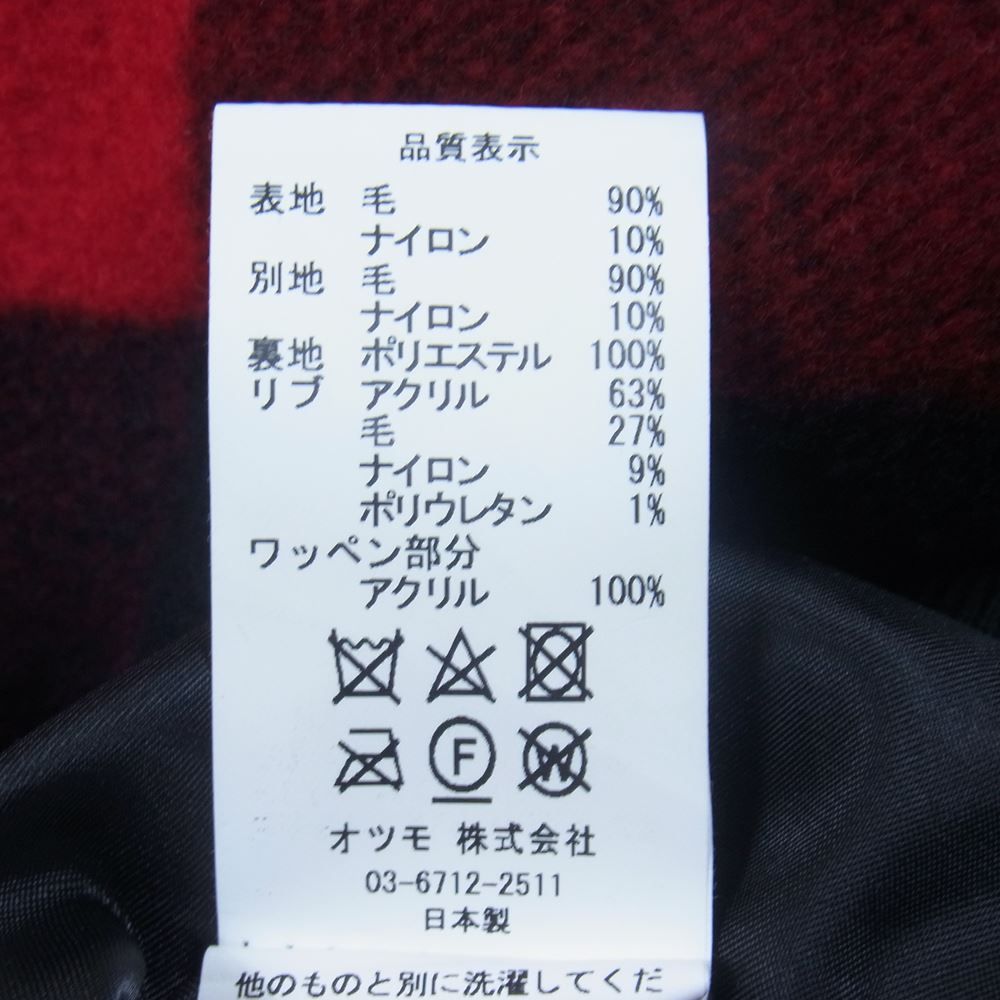 品質表示
表地 毛 90%
ナイロン 10%
別地 毛 90%
ナイロン 10%
裏地 ポリエステル 100%
リブ アクリル 63%
毛 27%
ナイロン 9%
ポリウレタン 1%
ワッペン部分
アクリル 100%
F
W
オツモ 株式会社
03-6712-2511
日本製
他のものと別に洗濯してくだ